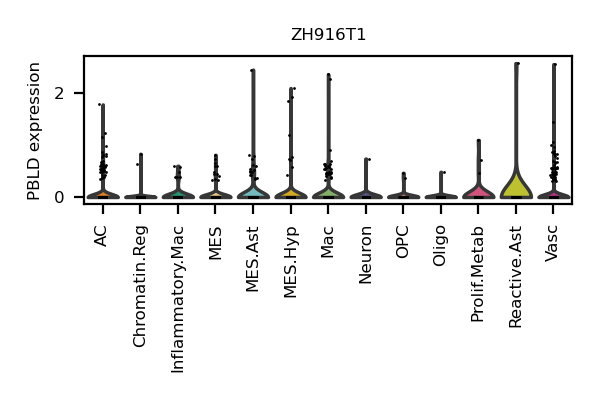 ZH916T1
PBLD expression
2
0
AC
Chromatin.Reg
Inflammatory.Mac
MES
MES.Ast
MES.Hyp
Mac
Neuron
OPC
Oligo
Prolif.Metab
Reactive.Ast
Vasc